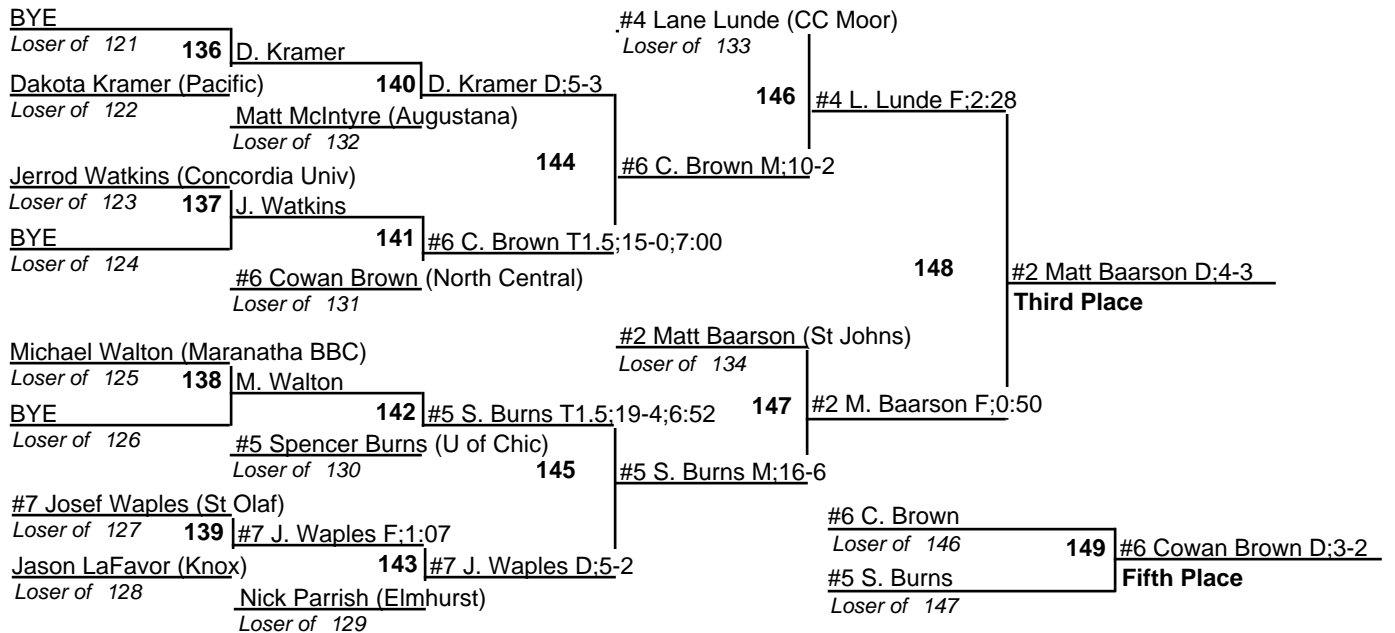 BYE
Loser of 121
136 D. Kramer
Dakota Kramer (Pacific)
Loser of 122
140 D. Kramer D;5-3
Matt McIntyre (Augustana)
Loser of 132
144 #6 C. Brown M;10-2
Jerrod Watkins (Concordia Univ)
Loser of 123
137 J. Watkins
BYE
Loser of 124
141 #6 C. Brown T1.5;15-0;7:00
#6 Cowan Brown (North Central)
Loser of 131
Michael Walton (Maranatha BBC)
Loser of 125
138 M. Walton
BYE
Loser of 126
142 #5 S. Burns T1.5;19-4;6:52
#5 Spencer Burns (U of Chic)
Loser of 130
145 #5 S. Burns M;16-6
#7 Josef Waples (St Olaf)
Loser of 127
139 #7 J. Waples F;1:07
Jason LaFavor (Knox)
Loser of 128
143 #7 J. Waples D;5-2
Nick Parrish (Elmhurst)
Loser of 129
#4 Lane Lunde (CC Moor)
Loser of 133
146 #4 L. Lunde F;2:28
#2 Matt Baarson (St Johns)
Loser of 134
147 #2 M. Baarson F;0:50
148 #2 Matt Baarson D;4-3
Third Place
#6 C. Brown
Loser of 146
149 #6 Cowan Brown D;3-2
#5 S. Burns
Loser of 147
Fifth Place